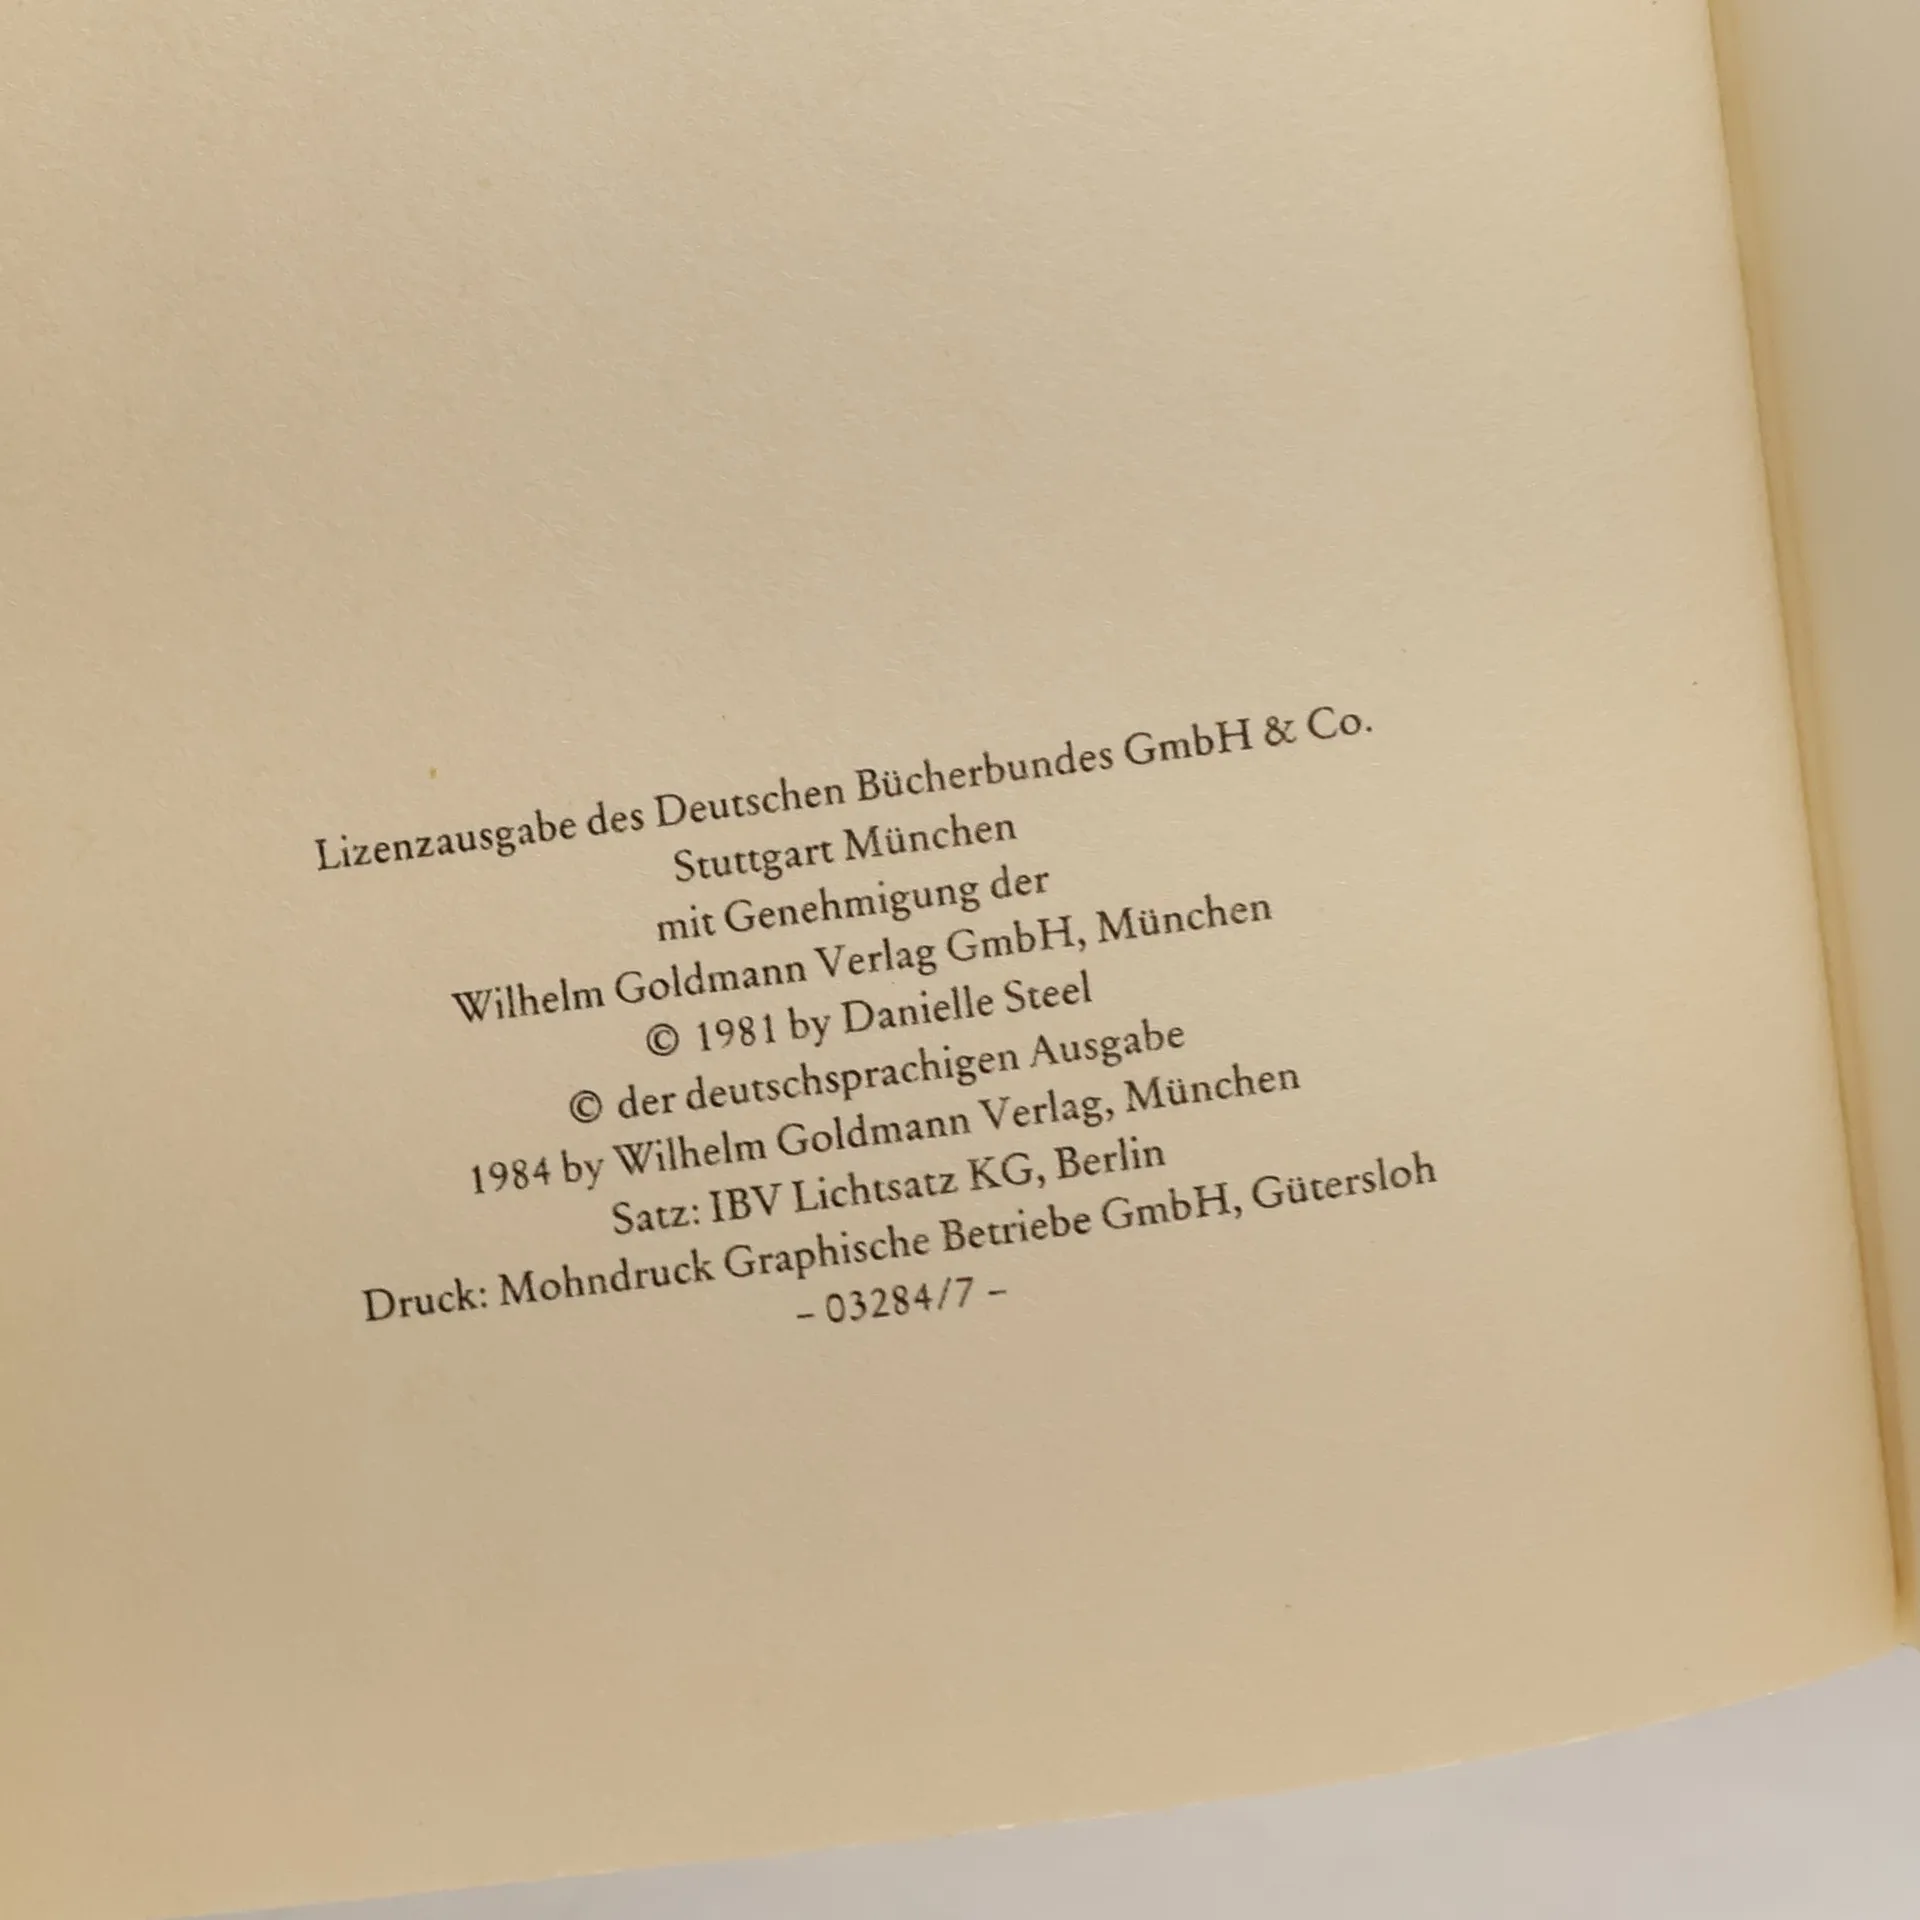 Lizenzausgabe des Deutschen Bücherbundes GmbH & Co.
Stuttgart München
mit Genehmigung der
Wilhelm Goldmann Verlag GmbH, München
© 1981 by Danielle Steel
© der deutschsprachigen Ausgabe
1984 by Wilhelm Goldmann Verlag, München
Satz: IBV Lichtsatz KG, Berlin
Druck: Mohndruck Graphische Betriebe GmbH, Gütersloh
– 03284/7 –